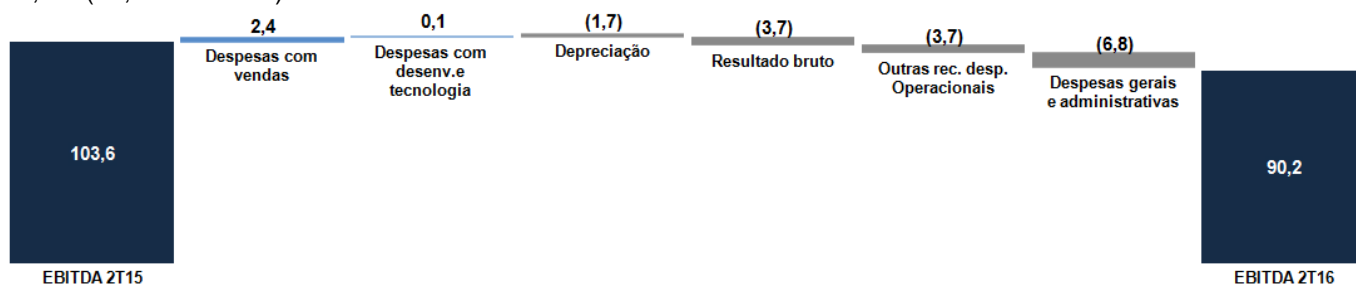 2,4
Despesas com
vendas
0,1
Despesas com
desenv.e
tecnologia
(1,7)
Depreciação
(3,7)
Resultado bruto
(3,7)
Outras rec. desp.
Operacionais
(6,8)
Despesas gerais
e administrativas
103,6
EBITDA 2T15
90,2
EBITDA 2T16